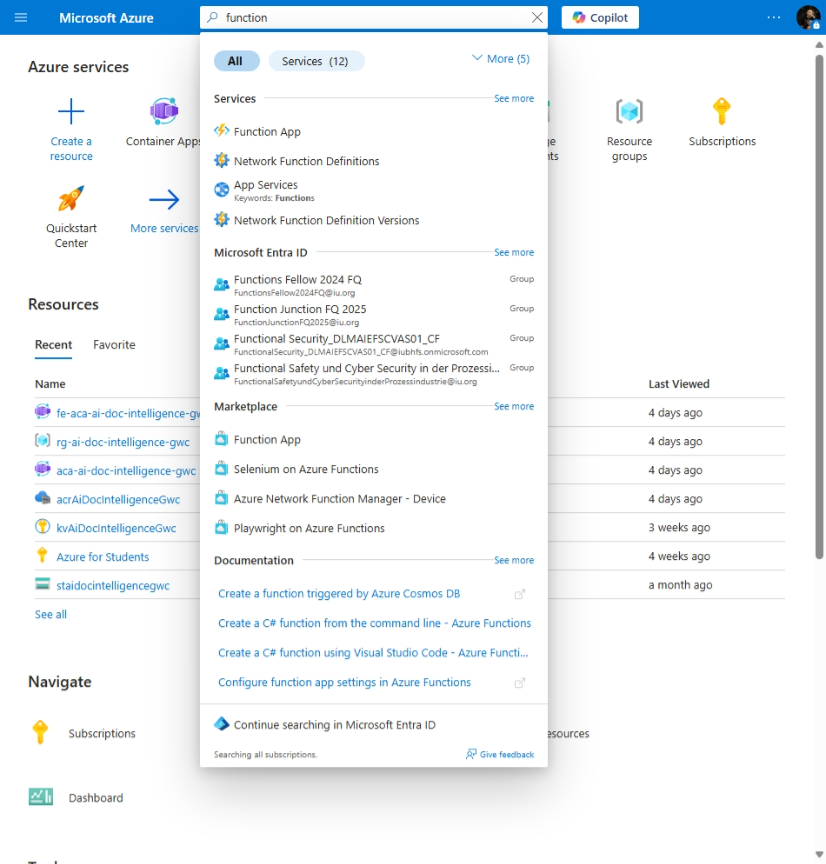 Microsoft Azure
function
Copilot
Azure services
Create a
resource
Container Apps
Resource
groups
Subscriptions
Quickstart
Center
More services
All
Services (12)
More (5)
Services
See more
Function App
Network Function Definitions
App Services
Keywords: Functions
Network Function Definition Versions
Microsoft Entra ID
See more
Functions Fellow 2024 FQ
Group
FunctionsFellow2024FQ@iu.org
Function Junction FQ 2025
Group
FunctionJunctionFQ2025@iu.org
Functional Security_DLMAIEFSCVAS01_CF
Group
FunctionalSecurity_DLMAIEFSCVAS01_CF@iubhfs.onmicrosoft.com
Functional Safety und Cyber Security in der Prozessi...
Group
FunctionalSafetyundCyberSecurityinderProzessindustrie@iu.org
Marketplace
See more
Function App
Selenium on Azure Functions
Azure Network Function Manager - Device
Playwright on Azure Functions
Documentation
See more
Create a function triggered by Azure Cosmos DB
Create a C# function from the command line - Azure Functions
Create a C# function using Visual Studio Code - Azure Functi...
Configure function app settings in Azure Functions
Continue searching in Microsoft Entra ID
Searching all subscriptions.
Give feedback
Resources
Recent
Favorite
Name
Last Viewed
fe-aca-ai-doc-intelligence-gw
4 days ago
rg-ai-doc-intelligence-gwc
4 days ago
aca-ai-doc-intelligence-gwc
4 days ago
acrAiDocIntelligenceGwc
4 days ago
kvAiDocIntelligenceGwc
3 weeks ago
Azure for Students
4 weeks ago
staidocintelligencegwc
a month ago
See all
Navigate
Subscriptions
esources
Dashboard